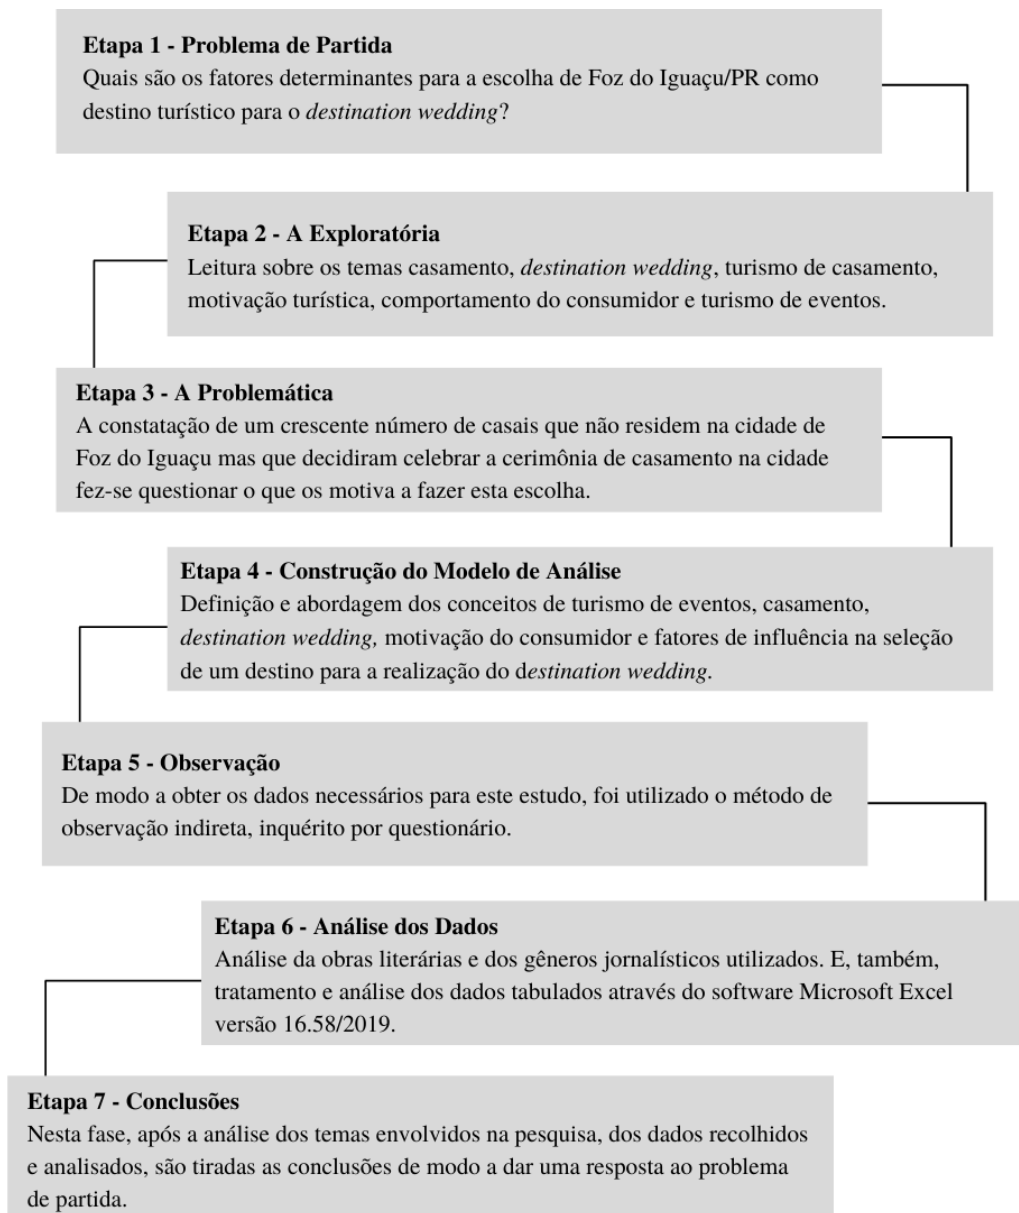 Etapa 1 - Problema de Partida
Quais são os fatores determinantes para a escolha de Foz do Iguaçu/PR como
destino turístico para o destination wedding?
Etapa 2 - A Exploratória
Leitura sobre os temas casamento, destination wedding, turismo de casamento,
motivação turística, comportamento do consumidor e turismo de eventos.
Etapa 3 - A Problemática
A constatação de um crescente número de casais que não residem na cidade de
Foz do Iguaçu mas que decidiram celebrar a cerimônia de casamento na cidade
fez-se questionar o que os motiva a fazer esta escolha.
Etapa 4 - Construção do Modelo de Análise
Definição e abordagem dos conceitos de turismo de eventos, casamento,
destination wedding, motivação do consumidor e fatores de influência na seleção
de um destino para a realização do destination wedding.
Etapa 5 - Observação
De modo a obter os dados necessários para este estudo, foi utilizado o método de
observação indireta, inquérito por questionário.
Etapa 6 - Análise dos Dados
Análise da obras literárias e dos gêneros jornalísticos utilizados. E, também,
tratamento e análise dos dados tabulados através do software Microsoft Excel
versão 16.58/2019.
Etapa 7 - Conclusões
Nesta fase, após a análise dos temas envolvidos na pesquisa, dos dados recolhidos
e analisados, são tiradas as conclusões de modo a dar uma resposta ao problema
de partida.